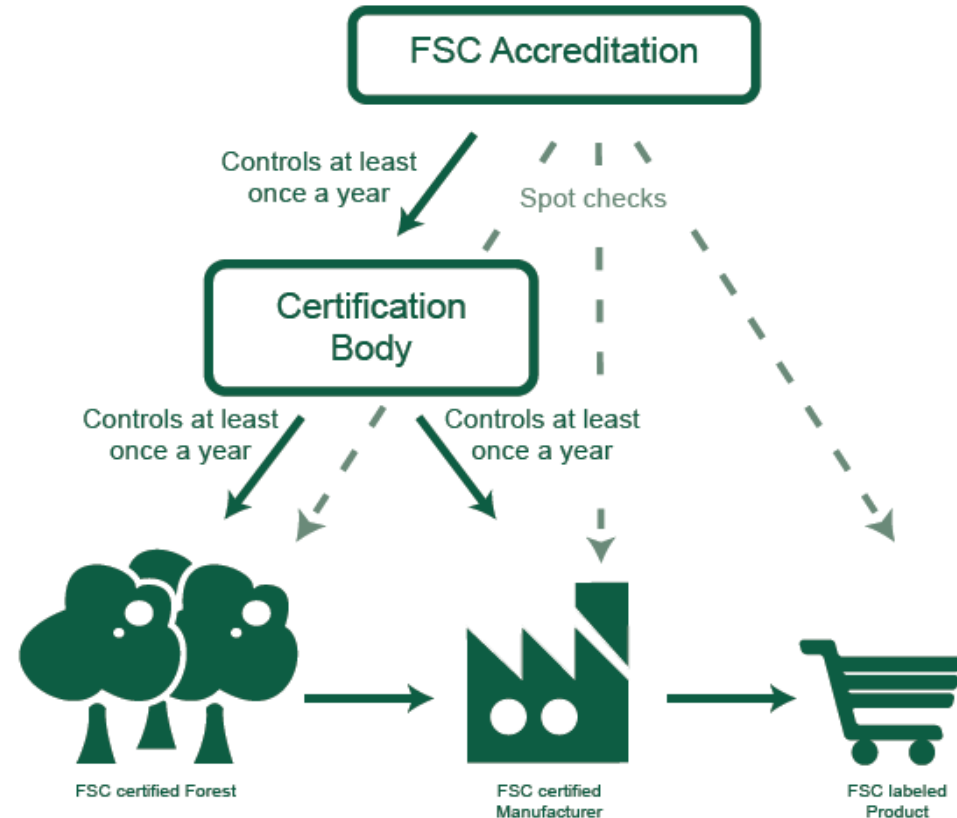 FSC Accreditation
Controls at least
once a year
Spot checks
Certification
Body
Controls at least
once a year
Controls at least
once a year
FSC certified Forest
FSC certified
Manufacturer
FSC labeled
Product